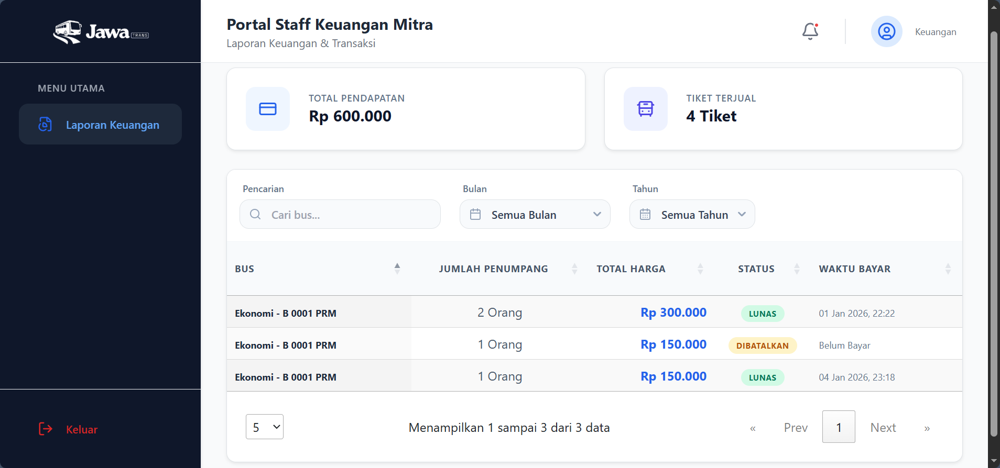 Jawa TRANS
MENU UTAMA
Laporan Keuangan
Keluar
Portal Staff Keuangan Mitra
Laporan Keuangan & Transaksi
Keuangan
TOTAL PENDAPATAN
Rp 600.000
TIKET TERJUAL
4 Tiket
Pencarian
Cari bus...
Bulan
Semua Bulan
Tahun
Semua Tahun
BUS JUMLAH PENUMPANG TOTAL HARGA STATUS WAKTU BAYAR
Ekonomi - B 0001 PRM 2 Orang Rp 300.000 LUNAS 01 Jan 2026, 22:22
Ekonomi - B 0001 PRM 1 Orang Rp 150.000 DIBATALKAN Belum Bayar
Ekonomi - B 0001 PRM 1 Orang Rp 150.000 LUNAS 04 Jan 2026, 23:18
5 Menampilkan 1 sampai 3 dari 3 data « Prev 1 Next »